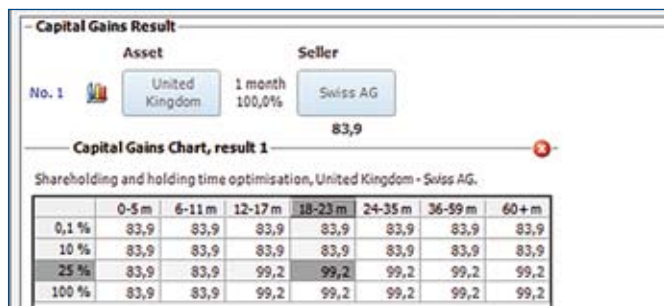 Capital Gains Result
Asset Seller
No. 1 United Kingdom 1 month 100,0% Swiss AG
83,9
Capital Gains Chart, result 1
Shareholding and holding time optimisation, United Kingdom - Swiss AG.
0-5 m 6-11 m 12-17 m 18-23 m 24-35 m 36-59 m 60+ m
0,1 % 83,9 83,9 83,9 83,9 83,9 83,9 83,9
10 % 83,9 83,9 83,9 83,9 83,9 83,9 83,9
25 % 83,9 83,9 99,2 99,2 99,2 99,2 99,2
100 % 83,9 83,9 99,2 99,2 99,2 99,2 99,2